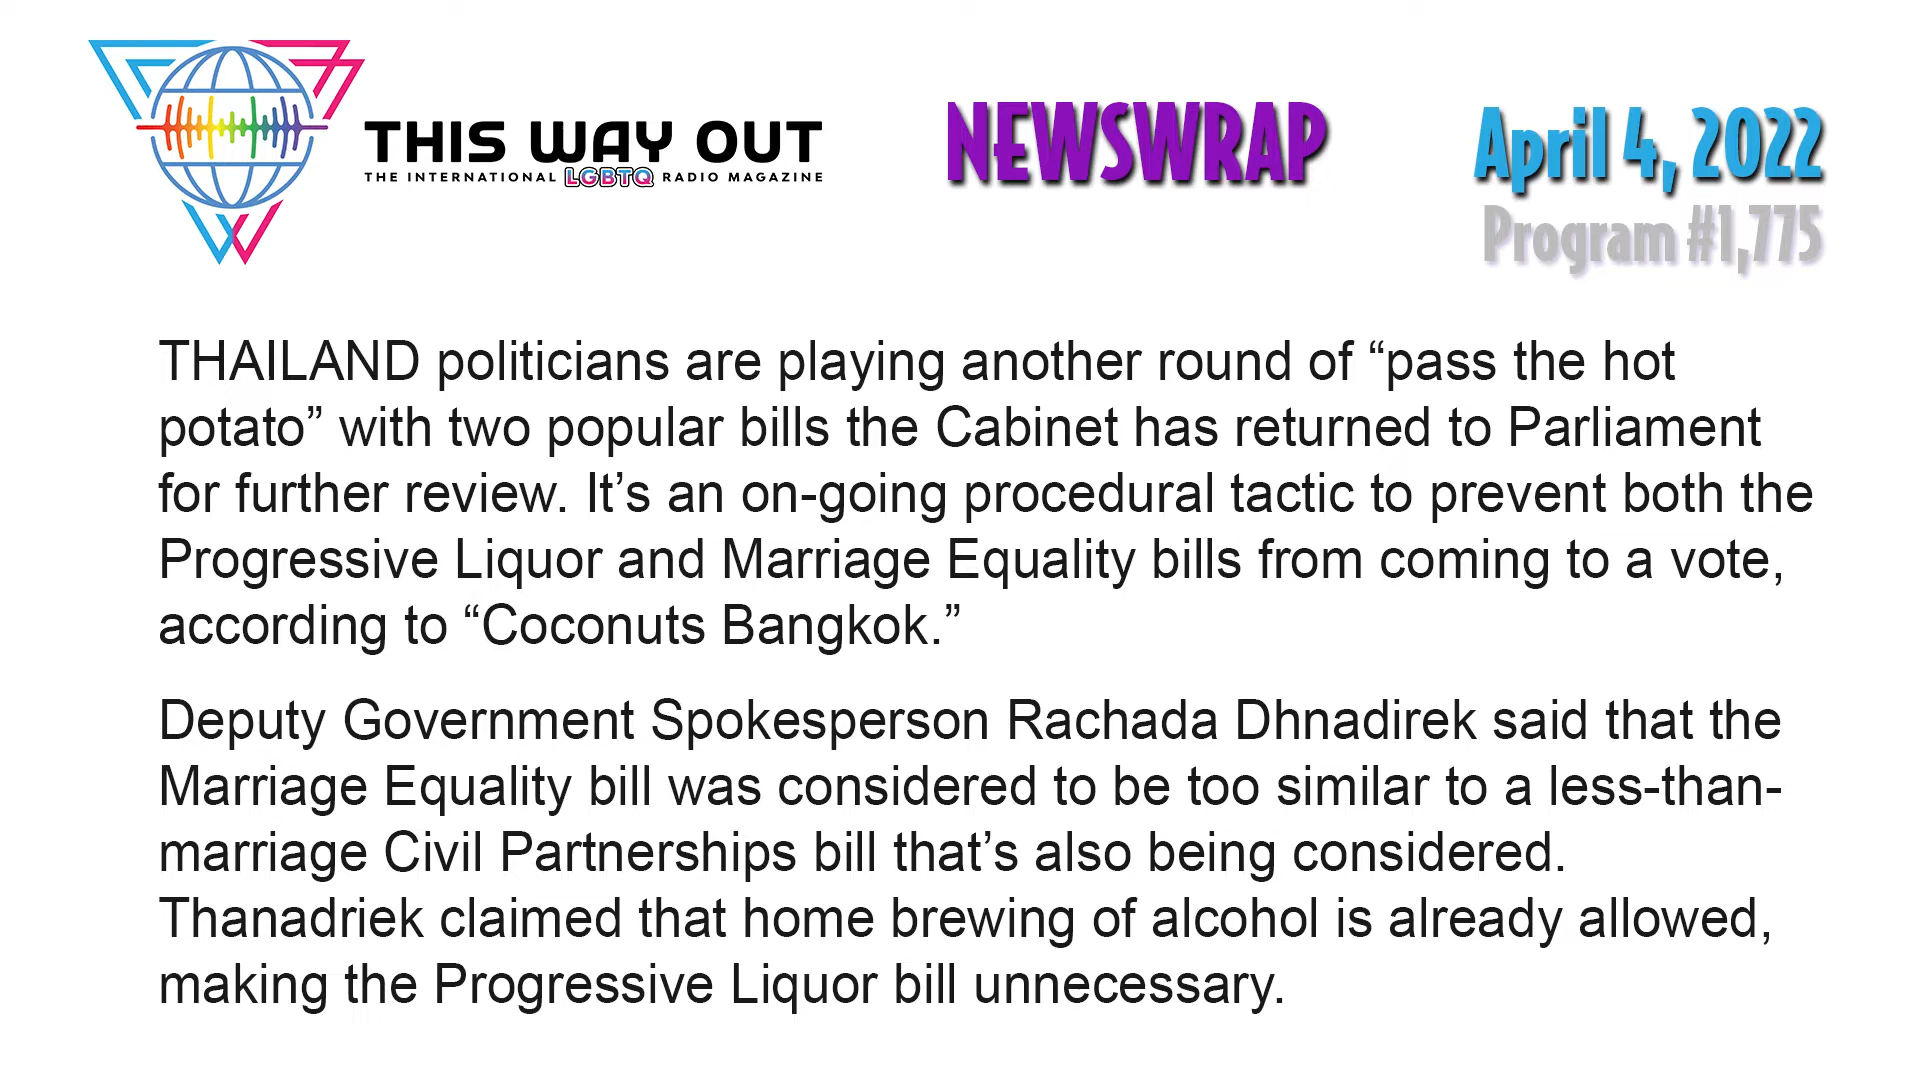 THIS WAY OUT
THE INTERNATIONAL LGBTQ RADIO MAGAZINE
NEWSWRAP
April 4, 2022
Program #1,775
THAILAND politicians are playing another round of “pass the hot
potato” with two popular bills the Cabinet has returned to Parliament
for further review. It’s an on-going procedural tactic to prevent both the
Progressive Liquor and Marriage Equality bills from coming to a vote,
according to “Coconuts Bangkok.”
Deputy Government Spokesperson Rachada Dhnadirek said that the
Marriage Equality bill was considered to be too similar to a less-than-
marriage Civil Partnerships bill that’s also being considered.
Thanadriek claimed that home brewing of alcohol is already allowed,
making the Progressive Liquor bill unnecessary.